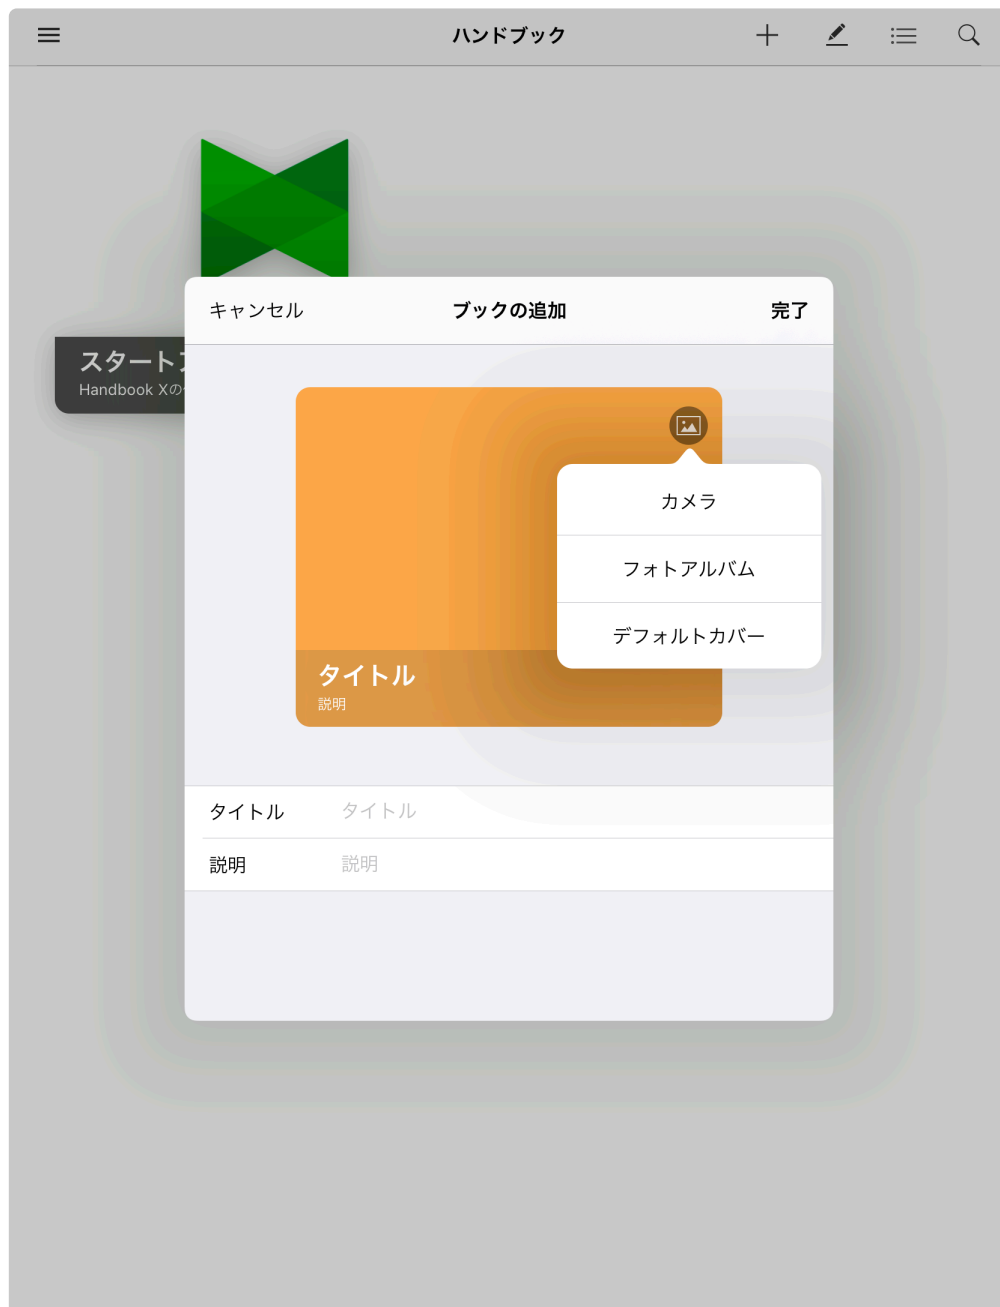 ハンドブック
キャンセル
ブックの追加
完了
スタート
Handbook Xの
カメラ
フォトアルバム
デフォルトカバー
タイトル
説明
タイトル タイトル
説明 説明